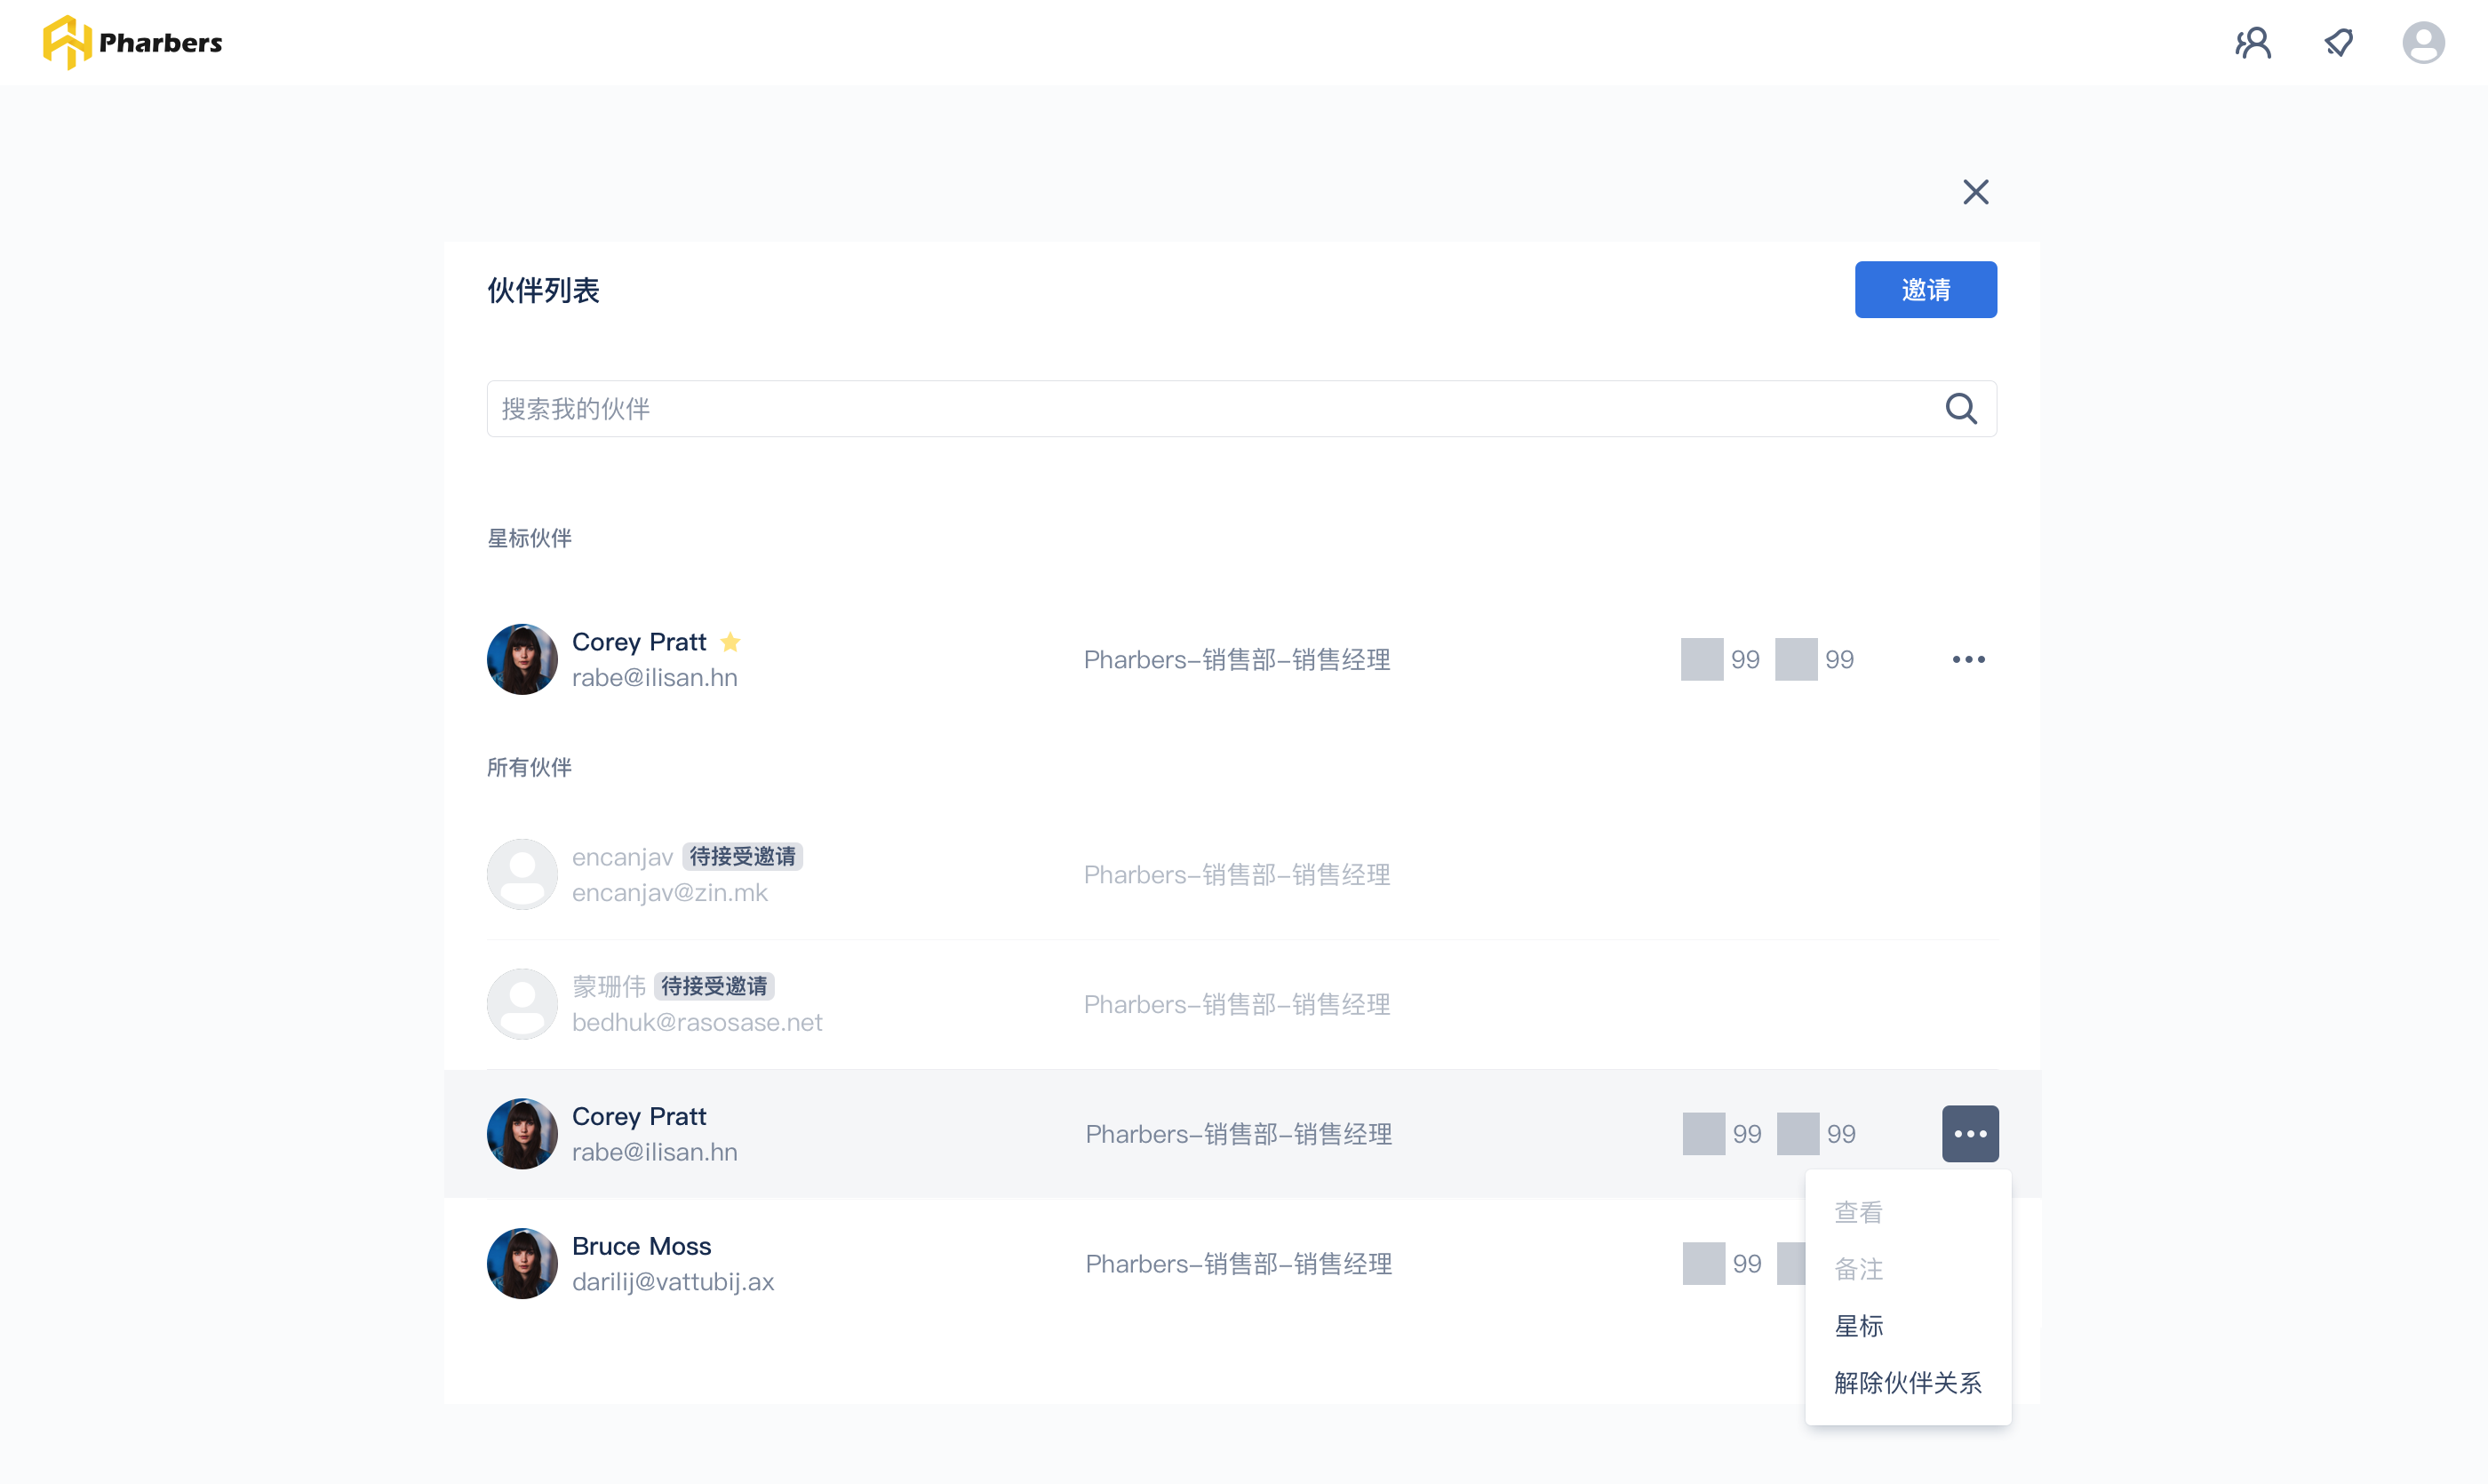 Pharbers
伙伴列表
邀请
搜索我的伙伴
星标伙伴
Corey Pratt
rabe@ilisan.hn
Pharbers-销售部-销售经理
99 99
所有伙伴
encanjav 待接受邀请
encanjav@zin.mk
Pharbers-销售部-销售经理
蒙珊伟 待接受邀请
bedhuk@rasosase.net
Pharbers-销售部-销售经理
Corey Pratt
rabe@ilisan.hn
Pharbers-销售部-销售经理
99 99
Bruce Moss
darilij@vattubij.ax
Pharbers-销售部-销售经理
99
查看
备注
星标
解除伙伴关系